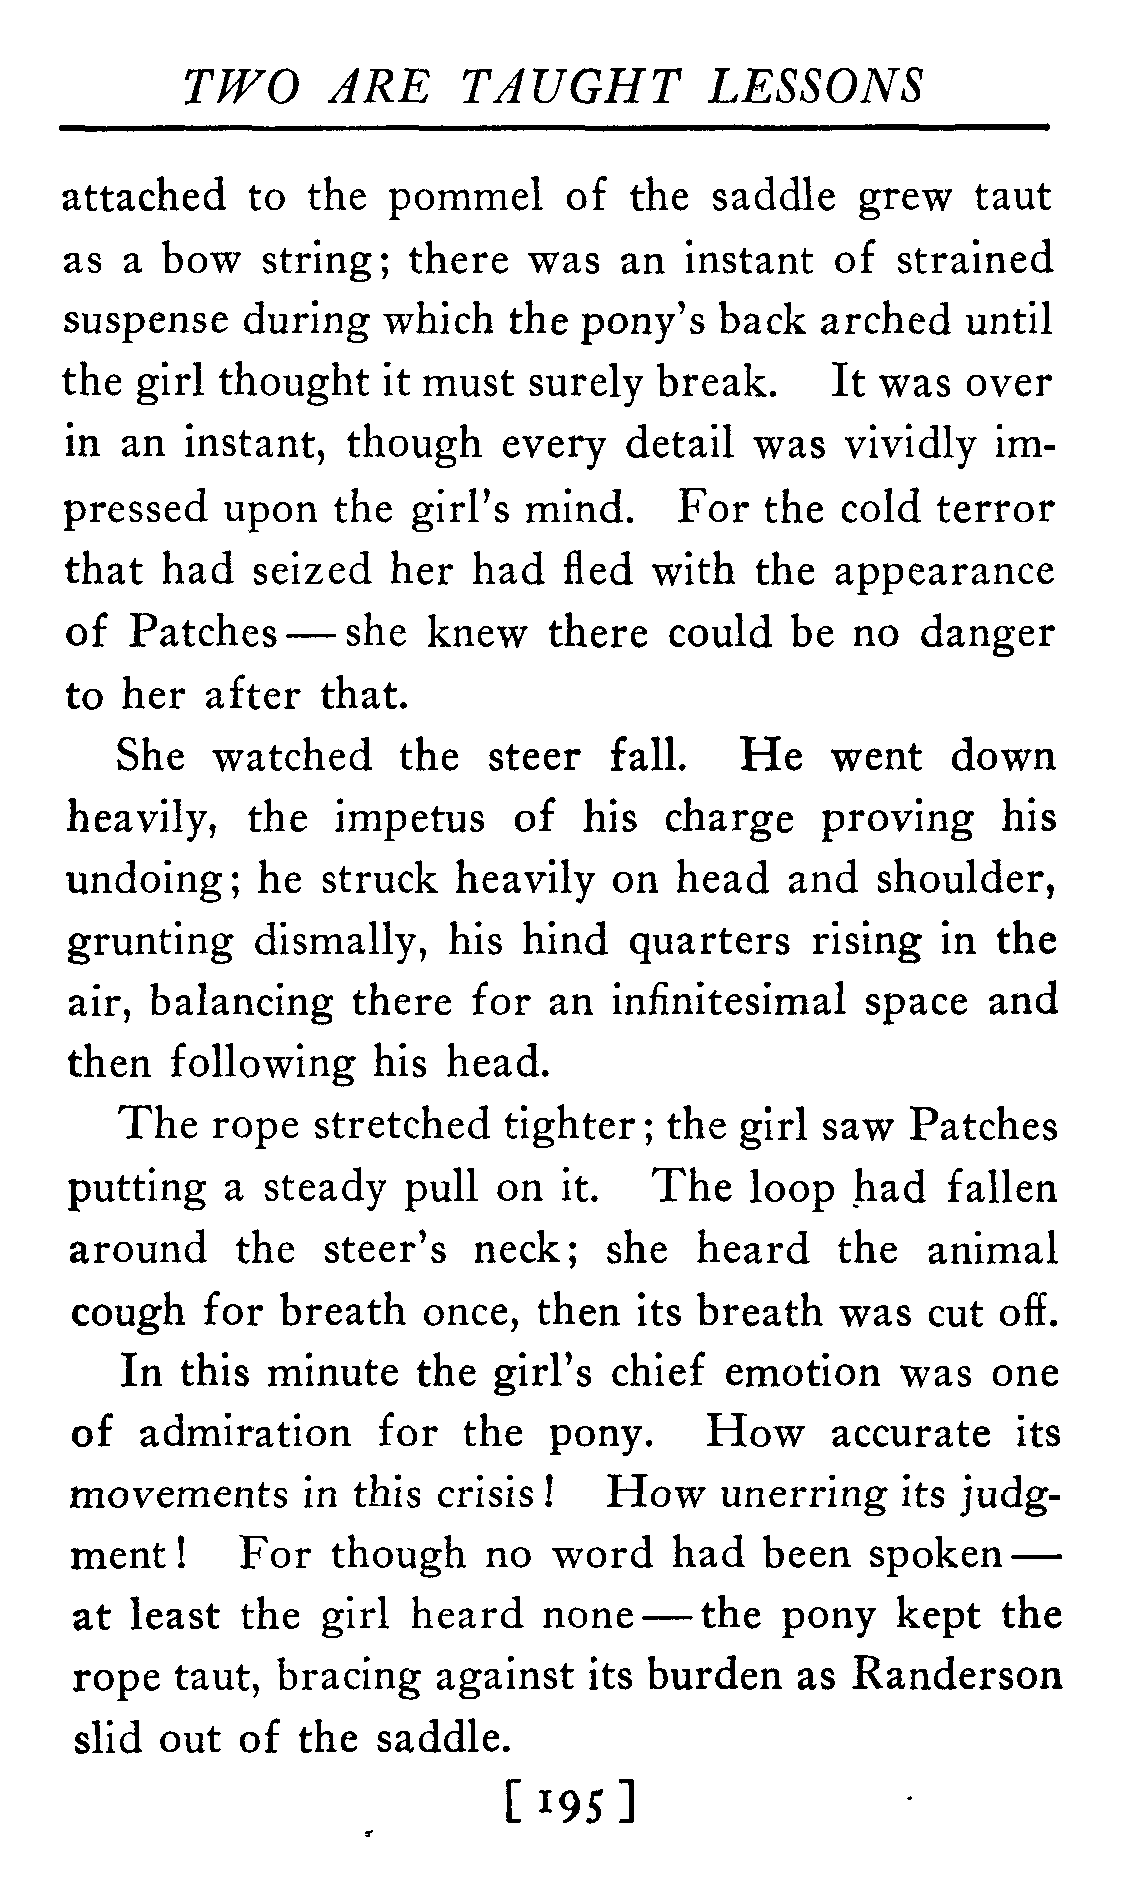 TWO ARE TAUGHT LESSONS
attached to the pommel of the saddle grew taut
as a bow string; there was an instant of strained
suspense during which the pony's back arched until
the girl thought it must surely break. It was over
in an instant, though every detail was vividly im-
pressed upon the girl's mind. For the cold terror
that had seized her had fled with the appearance
of Patches—she knew there could be no danger
to her after that.
She watched the steer fall. He went down
heavily, the impetus of his charge proving his
undoing; he struck heavily on head and shoulder,
grunting dismally, his hind quarters rising in the
air, balancing there for an infinitesimal space and
then following his head.
The rope stretched tighter; the girl saw Patches
putting a steady pull on it. The loop had fallen
around the steer's neck; she heard the animal
cough for breath once, then its breath was cut off.
In this minute the girl's chief emotion was one
of admiration for the pony. How accurate its
movements in this crisis! How unerring its judg-
ment! For though no word had been spoken—
at least the girl heard none—the pony kept the
rope taut, bracing against its burden as Randerson
slid out of the saddle.
[195]